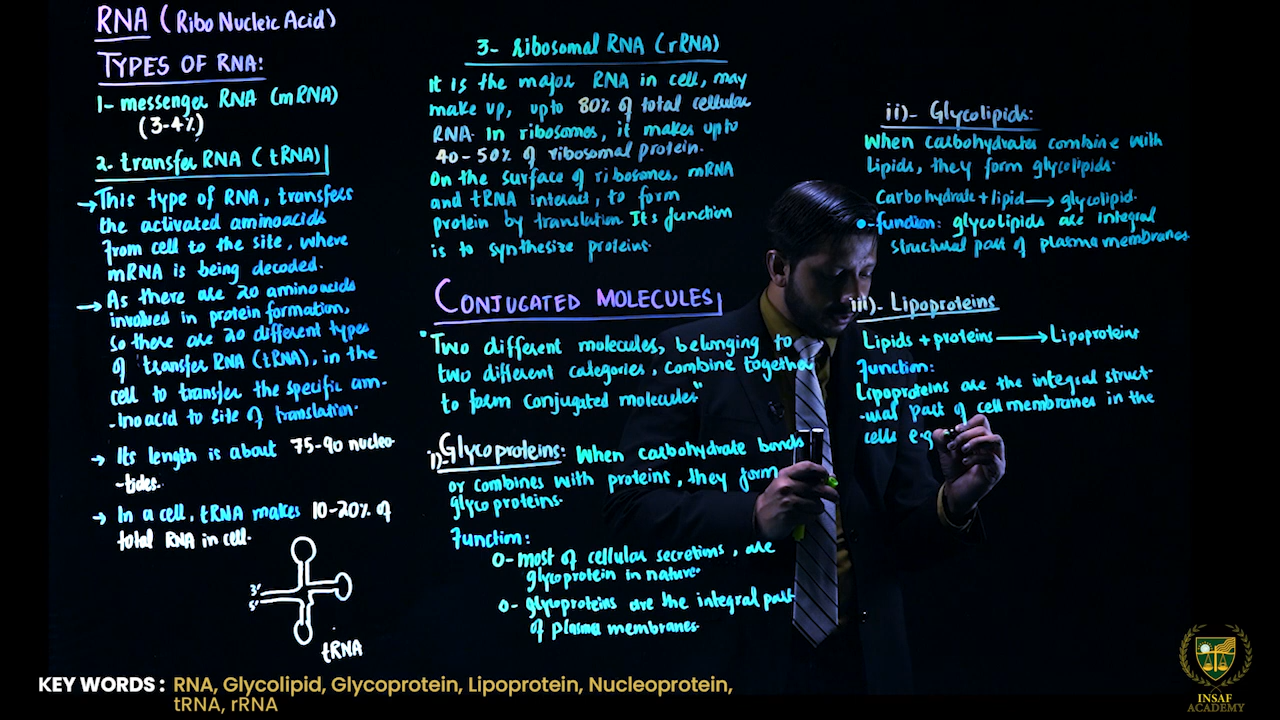 RNA (Ribo Nucleic Acid)
TYPES OF RNA:
1- messenger RNA (mRNA)
(3-4%)
2- transfer RNA (tRNA)
→ This type of RNA, transfers
the activated aminoacids
from cell to the site, where
mRNA is being decoded.
→ As there are 20 aminoacids
involved in protein formation,
so there are 20 different types
of transfer RNA (tRNA), in the
cell to transfer the specific am-
-inoacid to site of translation.
→ Its length is about 75-90 nucleo-
-tides.
→ In a cell, tRNA makes 10-20% of
total RNA in cell.
3'
5'
tRNA
3- Ribosomal RNA (rRNA)
It is the major RNA in cell, may
make up, upto 80% of total cellular
RNA. In ribosomes, it makes upto
40-50% of ribosomal protein.
On the surface of ribosomes, mRNA
and tRNA interact, to form
protein by translation. It's function
is to synthesize proteins.
CONJUGATED MOLECULES
"Two different molecules, belonging to
two different categories, combine together
to form conjugated molecules"
i)- Glycoproteins: When carbohydrate bonds
or combines with proteins, they form
glycoproteins.
Function:
0- most of cellular secretions, are
glycoprotein in nature.
0- glycoproteins are the integral part
of plasma membranes.
ii)- Glycolipids:
When carbohydrates combine with
lipids, they form glycolipids.
Carbohydrate + lipid → glycolipid.
•-function: glycolipids are integral
structural part of plasma membranes
iii)- Lipoproteins
Lipids + proteins → Lipoproteins
Function:
Lipoproteins are the integral struct-
-ural part of cell membranes in the
cells e.g
KEY WORDS : RNA, Glycolipid, Glycoprotein, Lipoprotein, Nucleoprotein,
tRNA, rRNA
INSAF
ACADEMY